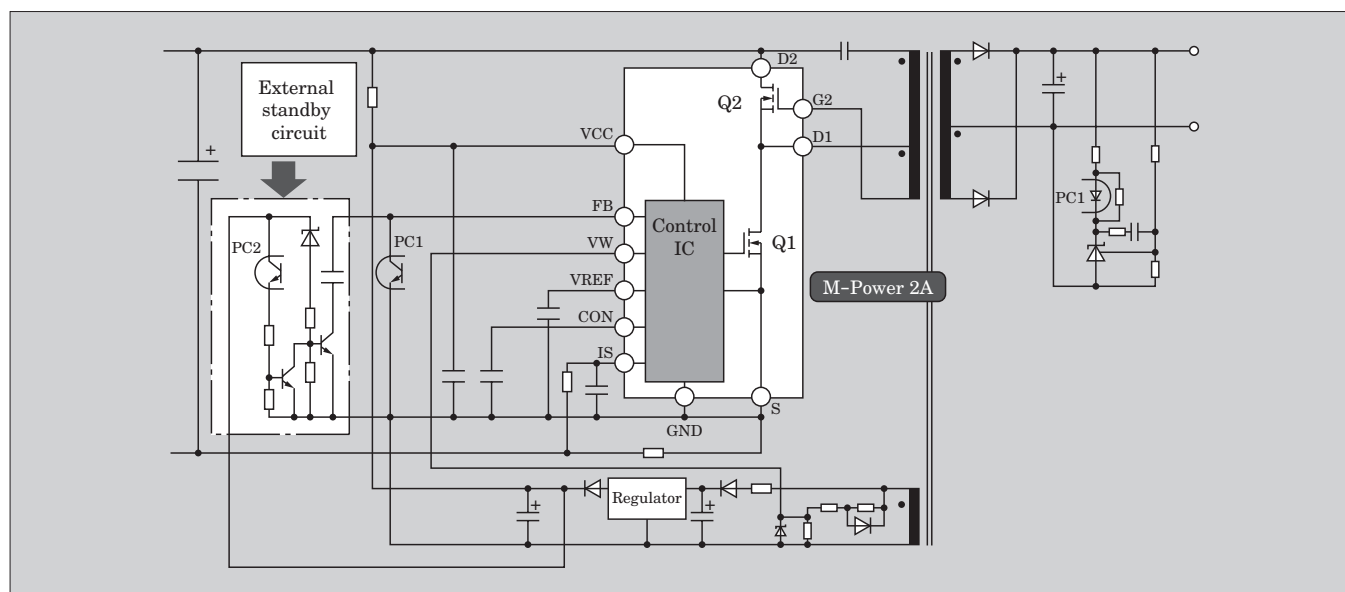 External
standby
circuit
D2
Q2
G2
VCC
D1
FB
Control
IC
PC2
PC1
PC1
VW
Q1
VREF
M-Power 2A
CON
IS
S
GND
Regulator
+
+
+
+